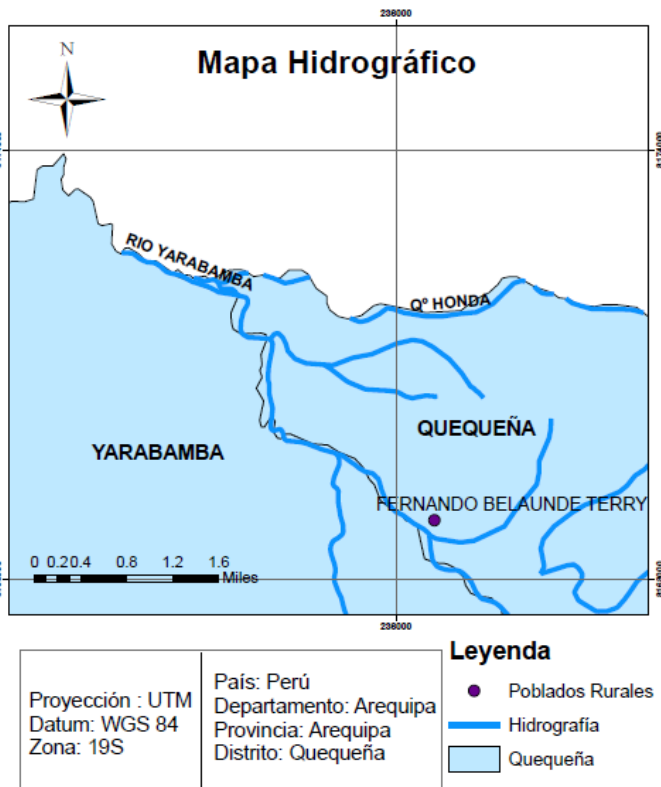 Mapa Hidrográfico
N
8174000
RIO YARABAMBA
Qº HONDA
YARABAMBA
QUEQUEÑA
FERNANDO BELAUNDE TERRY
0 0.20.4 0.8 1.2 1.6
Miles
8168000
Leyenda
Poblados Rurales
Hidrografía
Quequeña
Proyección : UTM
Datum: WGS 84
Zona: 19S
País: Perú
Departamento: Arequipa
Provincia: Arequipa
Distrito: Quequeña